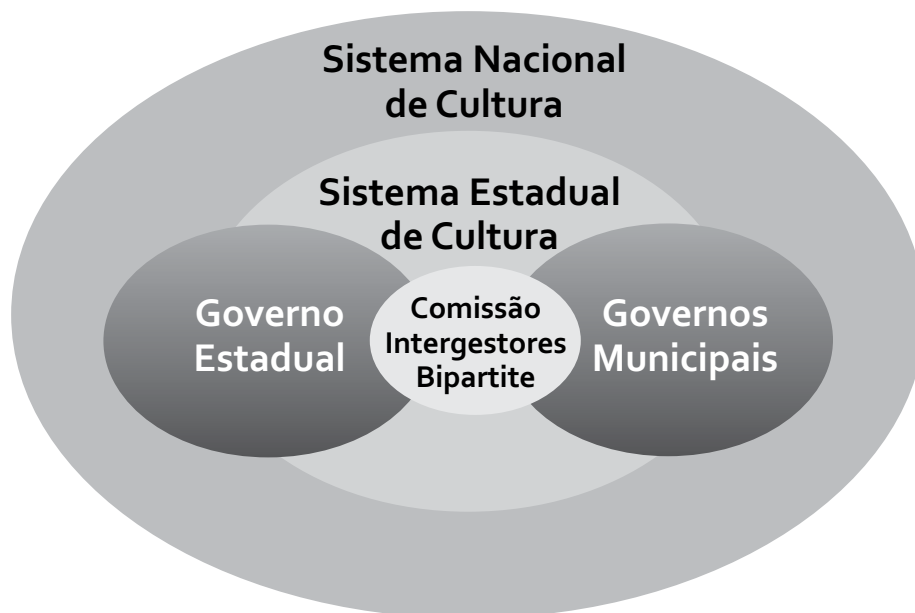 Sistema Nacional
de Cultura
Sistema Estadual
de Cultura
Governo
Estadual
Comissão
Intergestores
Bipartite
Governos
Municipais